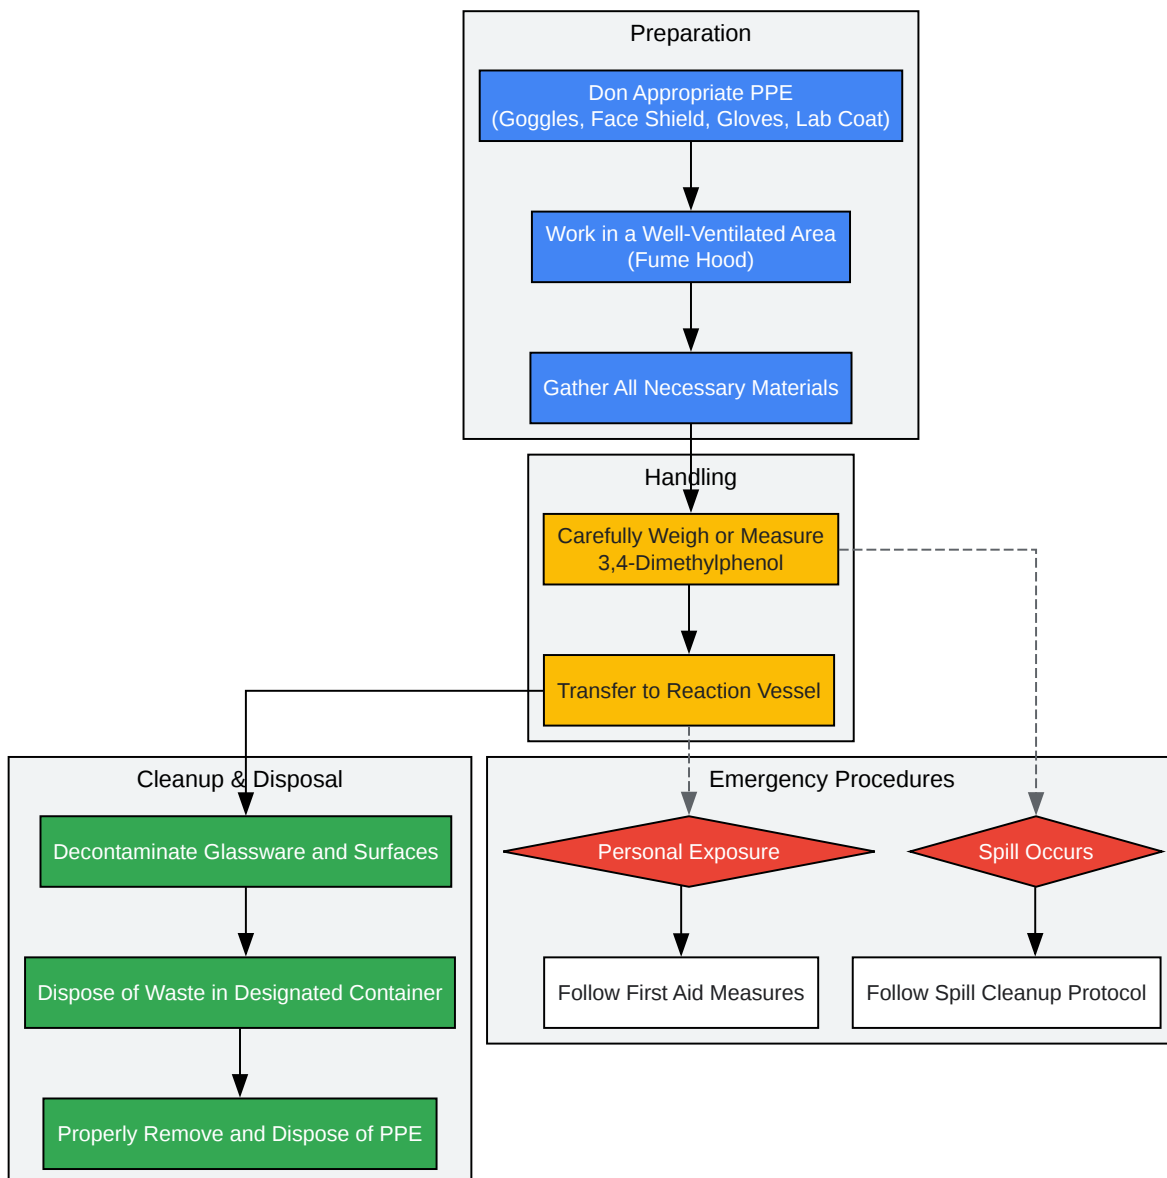 Preparation
Don Appropriate PPE
(Goggles, Face Shield, Gloves, Lab Coat)
Work in a Well-Ventilated Area
(Fume Hood)
Gather All Necessary Materials
Handling
Carefully Weigh or Measure
3,4-Dimethylphenol
Transfer to Reaction Vessel
Cleanup & Disposal
Decontaminate Glassware and Surfaces
Dispose of Waste in Designated Container
Properly Remove and Dispose of PPE
Emergency Procedures
Personal Exposure
Spill Occurs
Follow First Aid Measures
Follow Spill Cleanup Protocol